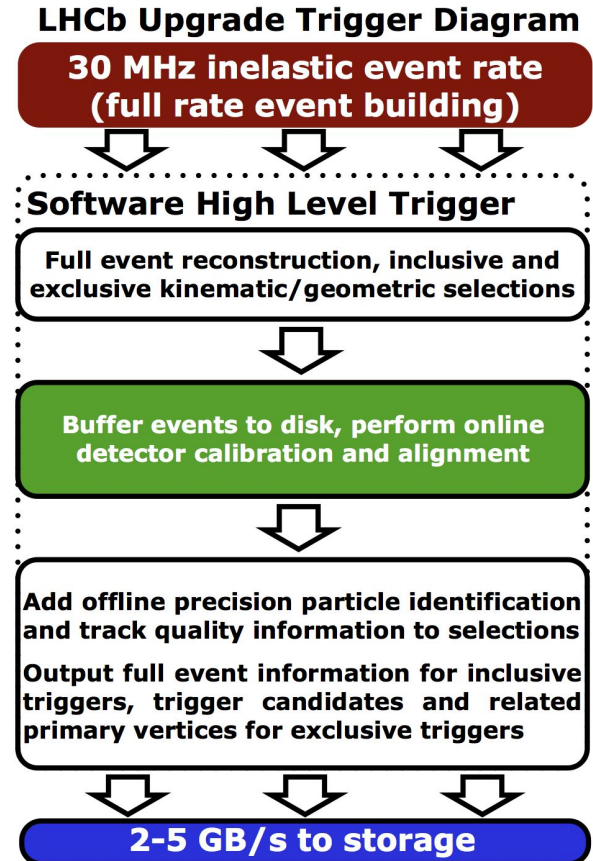 LHCb Upgrade Trigger Diagram
30 MHz inelastic event rate
(full rate event building)
Software High Level Trigger
Full event reconstruction, inclusive and
exclusive kinematic/geometric selections
Buffer events to disk, perform online
detector calibration and alignment
Add offline precision particle identification
and track quality information to selections
Output full event information for inclusive
triggers, trigger candidates and related
primary vertices for exclusive triggers
2-5 GB/s to storage